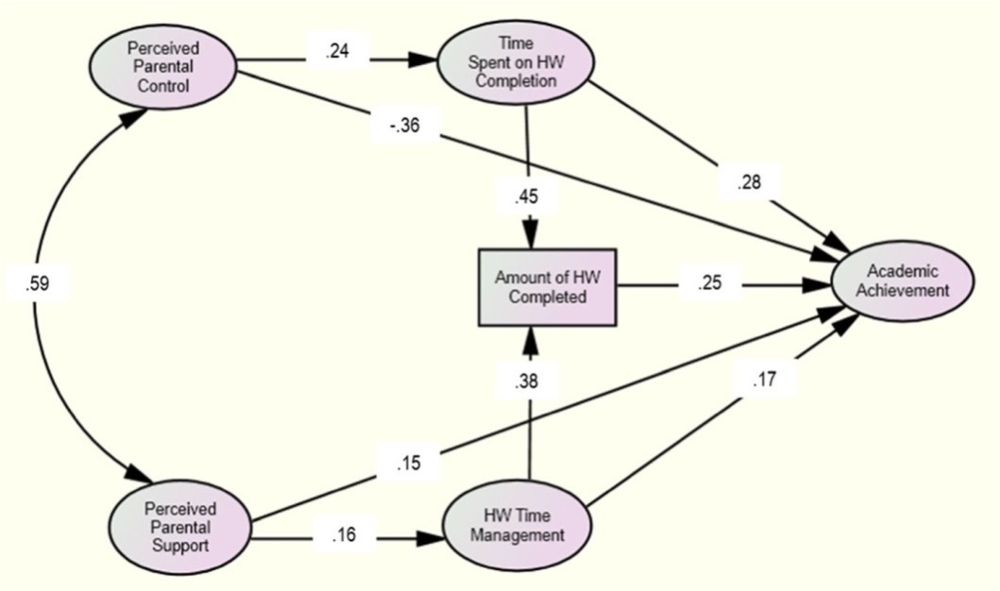 Perceived
Parental
Control
.24
Time
Spent on HW
Completion
-.36
.28
.45
.59
Amount of HW
Completed
.25
Academic
Achievement
.38
.17
.15
Perceived
Parental
Support
.16
HW Time
Management